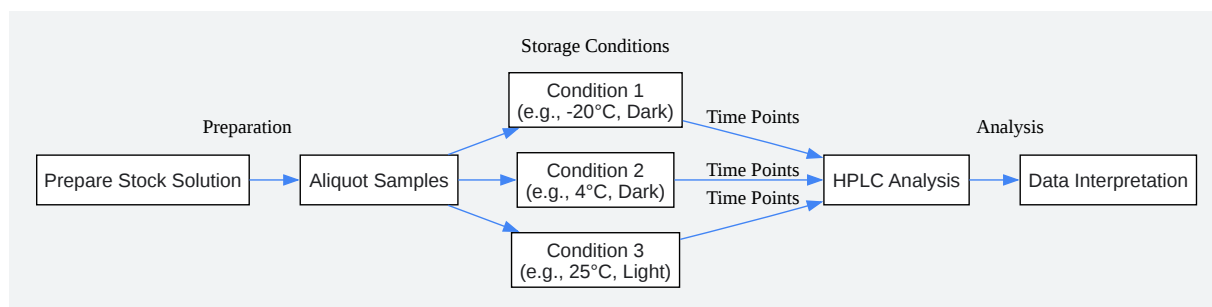 Storage Conditions
Preparation
Prepare Stock Solution
Aliquot Samples
Condition 1
(e.g., -20°C, Dark)
Condition 2
(e.g., 4°C, Dark)
Condition 3
(e.g., 25°C, Light)
Time Points
Time Points
Time Points
Analysis
HPLC Analysis
Data Interpretation